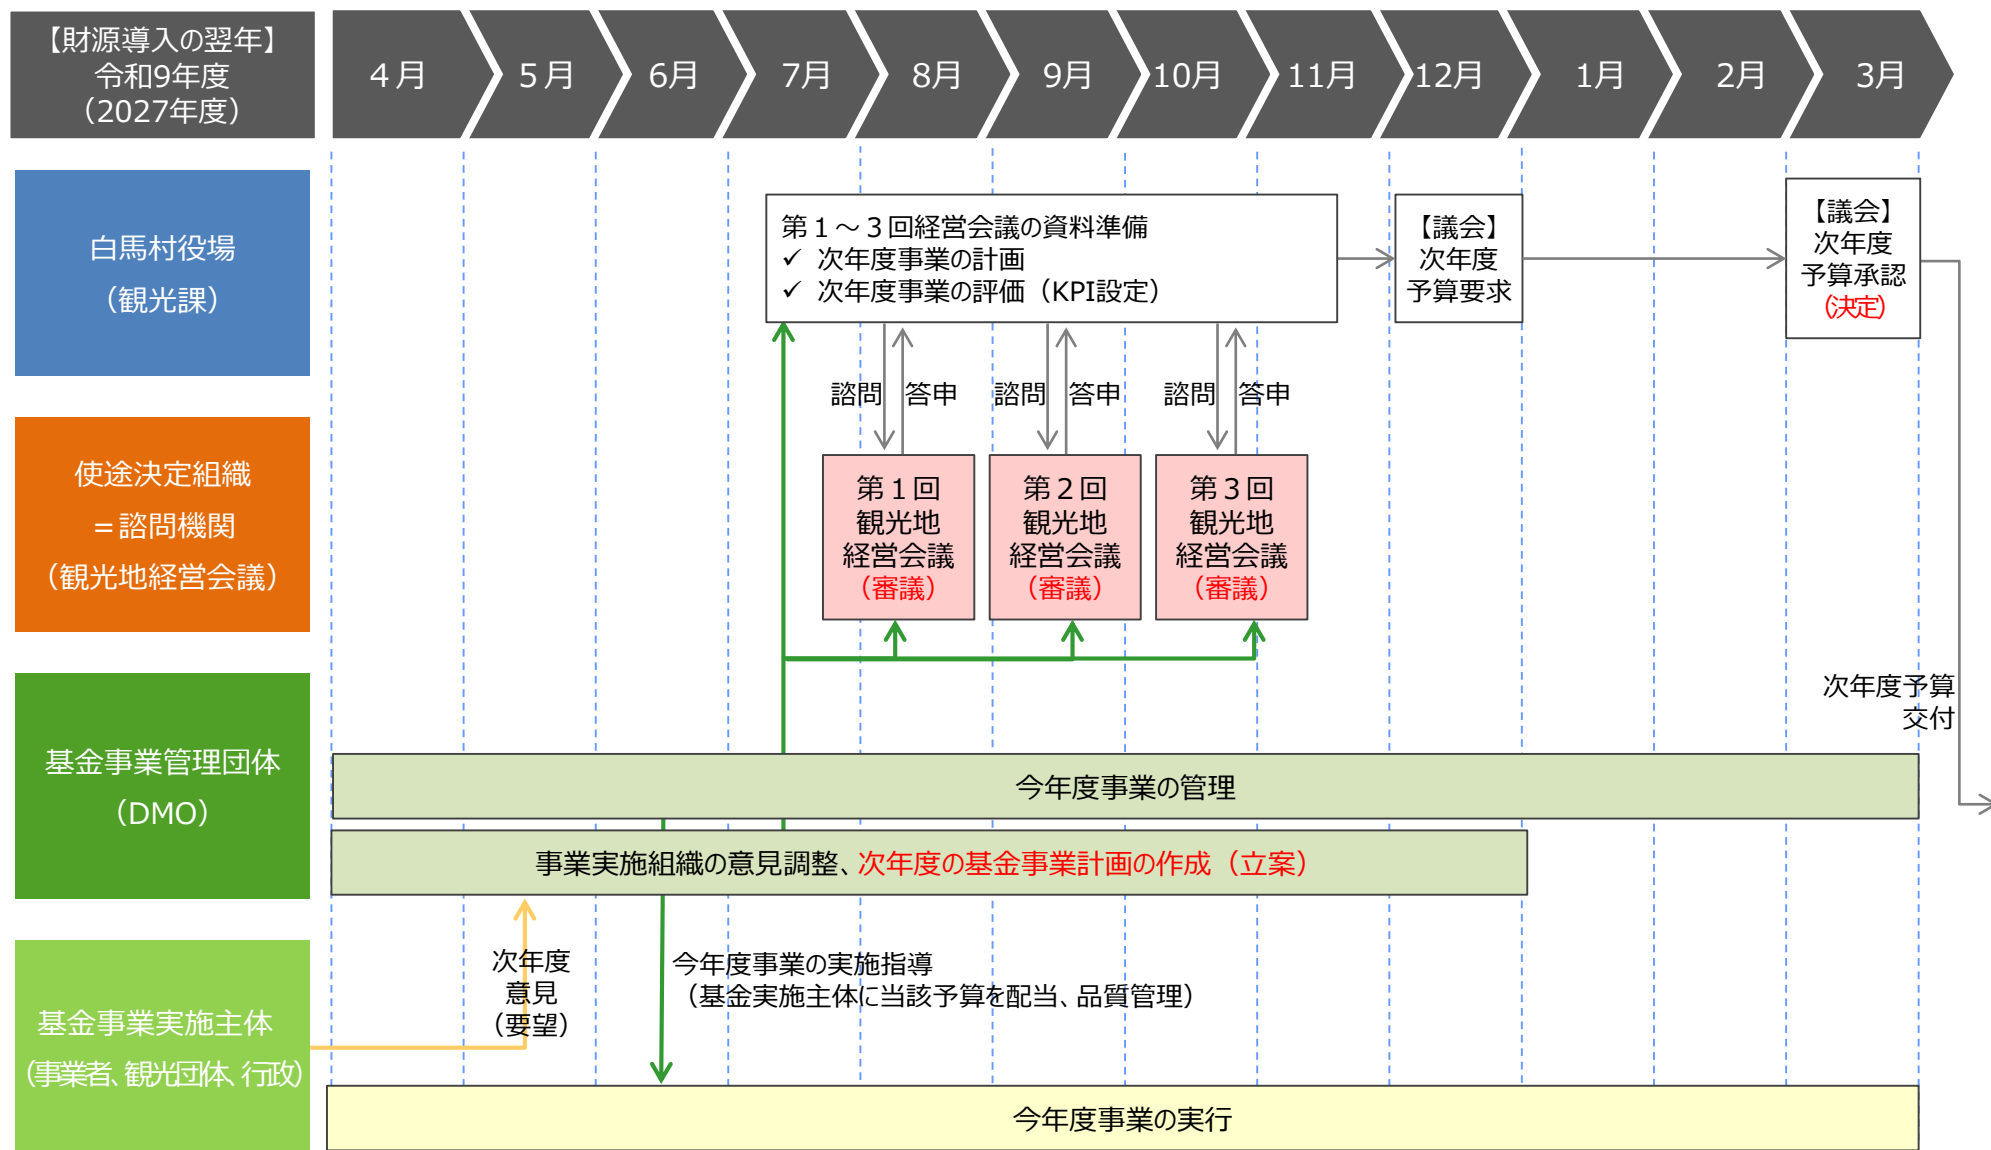 【財源導入の翌年】
令和9年度
（2027年度）
４月
５月
6月
7月
8月
9月
10月
11月
12月
1月
2月
3月
白馬村役場
（観光課）
第１～３回経営会議の資料準備
✓ 次年度事業の計画
✓ 次年度事業の評価（KPI設定）
【議会】
次年度
予算要求
【議会】
次年度
予算承認
（決定）
諮問
答申
諮問
答申
諮問
答申
使途決定組織
＝諮問機関
（観光地経営会議）
第１回
観光地
経営会議
（審議）
第２回
観光地
経営会議
（審議）
第３回
観光地
経営会議
（審議）
次年度予算
交付
基金事業管理団体
（DMO）
今年度事業の管理
事業実施組織の意見調整、次年度の基金事業計画の作成（立案）
次年度
意見
（要望）
今年度事業の実施指導
（基金実施主体に当該予算を配当、品質管理）
基金事業実施主体
（事業者、観光団体、行政）
今年度事業の実行